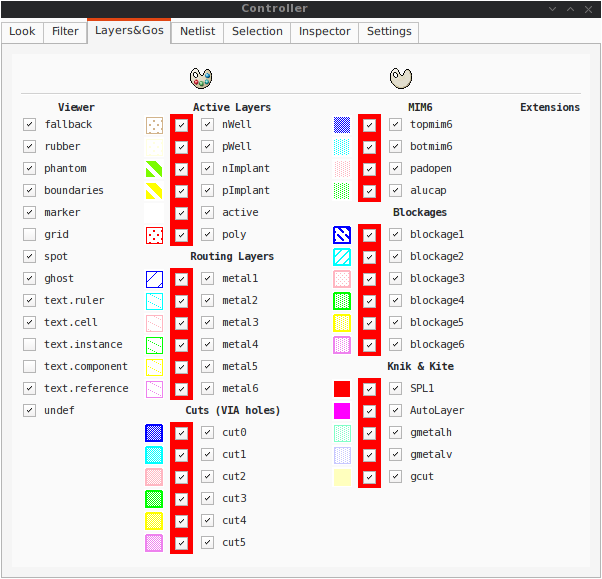 Controller
Look Filter Layers&Gos Netlist Selection Inspector Settings
Viewer Active Layers MIM6 Extensions
fallback nWell topmim6
rubber pWell botmim6
phantom nImplant padopen
boundaries pImplant alucap
marker active Blockages
grid poly blockage1
spot Routing Layers blockage2
ghost metal1 blockage3
text.ruler metal2 blockage4
text.cell metal3 blockage5
text.instance metal4 blockage6
text.component metal5 Knik & Kite
text.reference metal6 SPL1
undef Cuts (VIA holes) AutoLayer
cut0 gmetalh
cut1 gmetalv
cut2 gcut
cut3
cut4
cut5